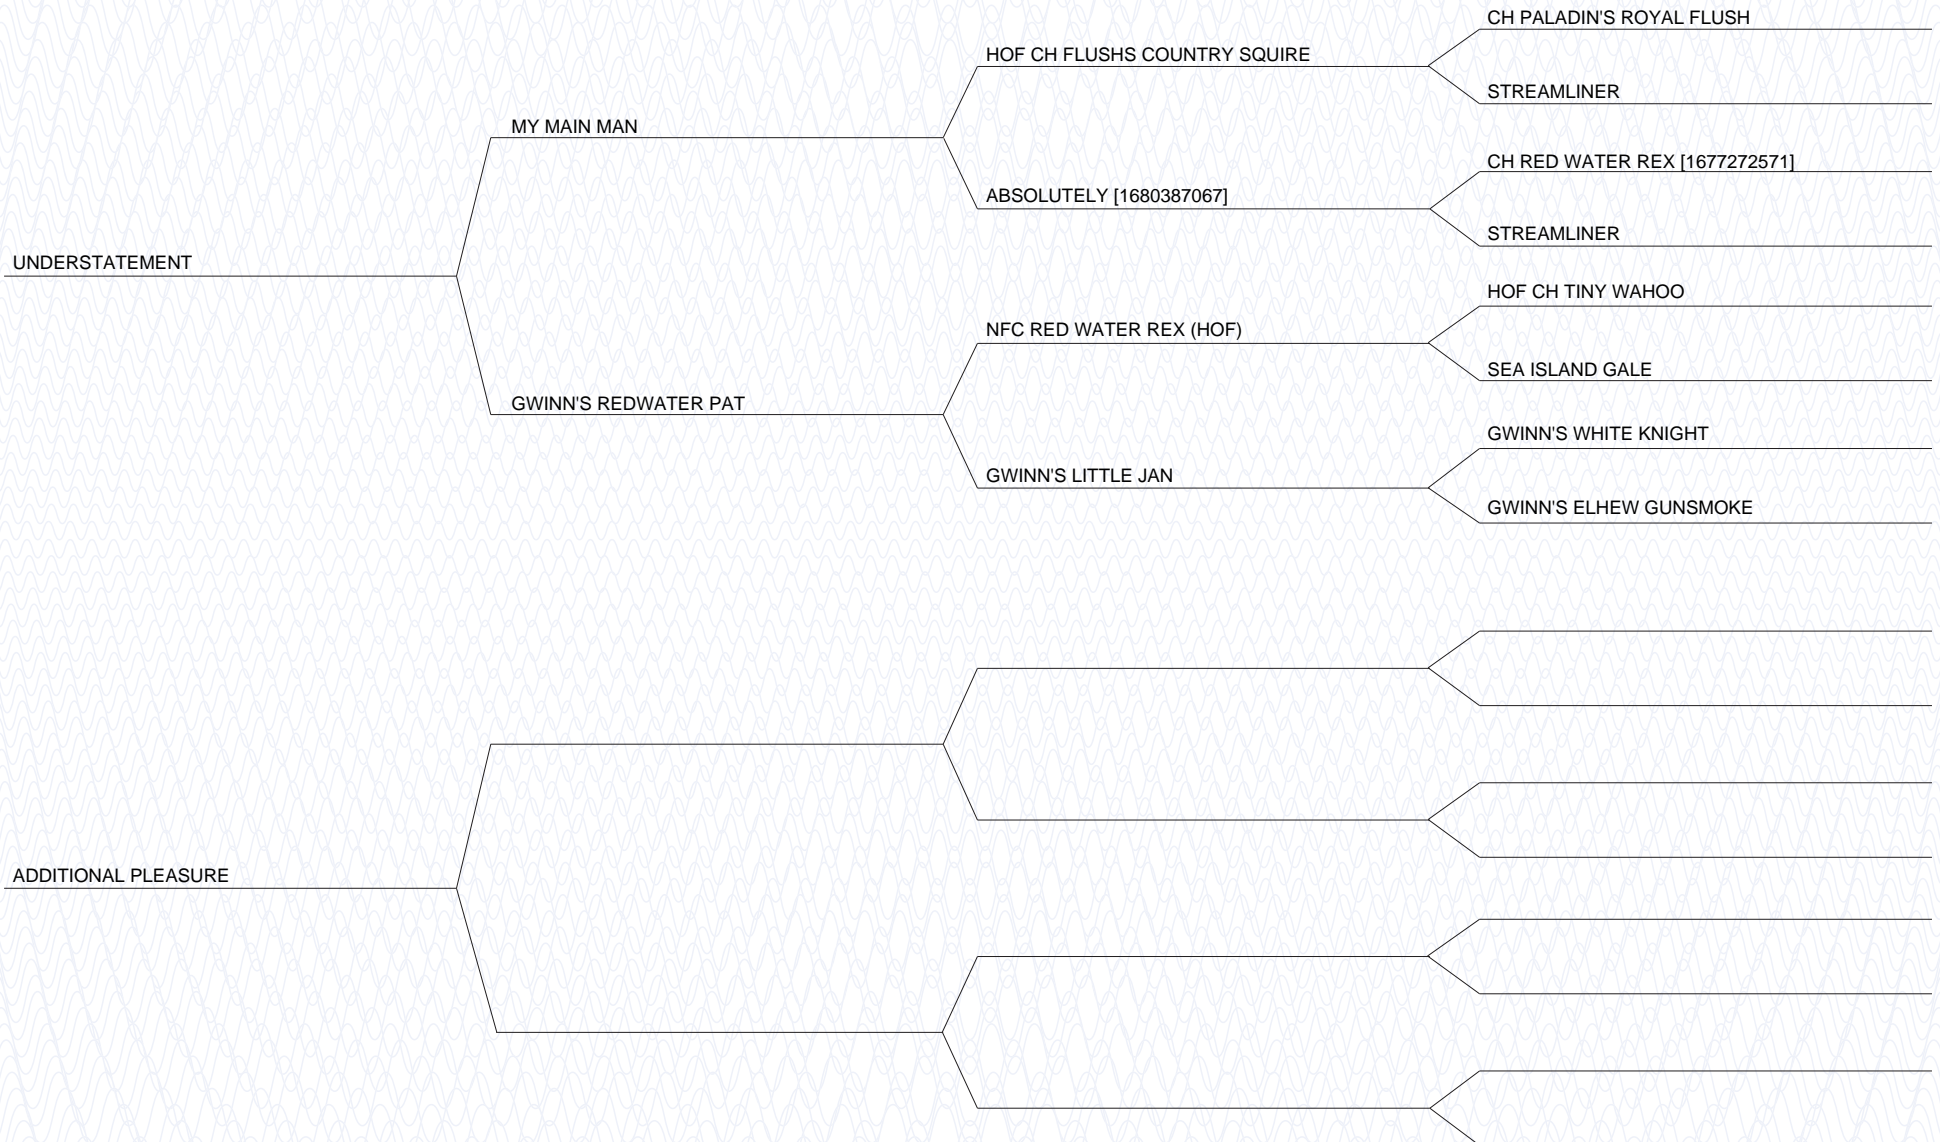 CH PALADIN'S ROYAL FLUSH
HOF CH FLUSHS COUNTRY SQUIRE
STREAMLINER
MY MAIN MAN
CH RED WATER REX [1677272571]
ABSOLUTELY [1680387067]
STREAMLINER
UNDERSTATEMENT
HOF CH TINY WAHOO
NFC RED WATER REX (HOF)
SEA ISLAND GALE
GWINN'S REDWATER PAT
GWINN'S WHITE KNIGHT
GWINN'S LITTLE JAN
GWINN'S ELHEW GUNSMOKE
ADDITIONAL PLEASURE